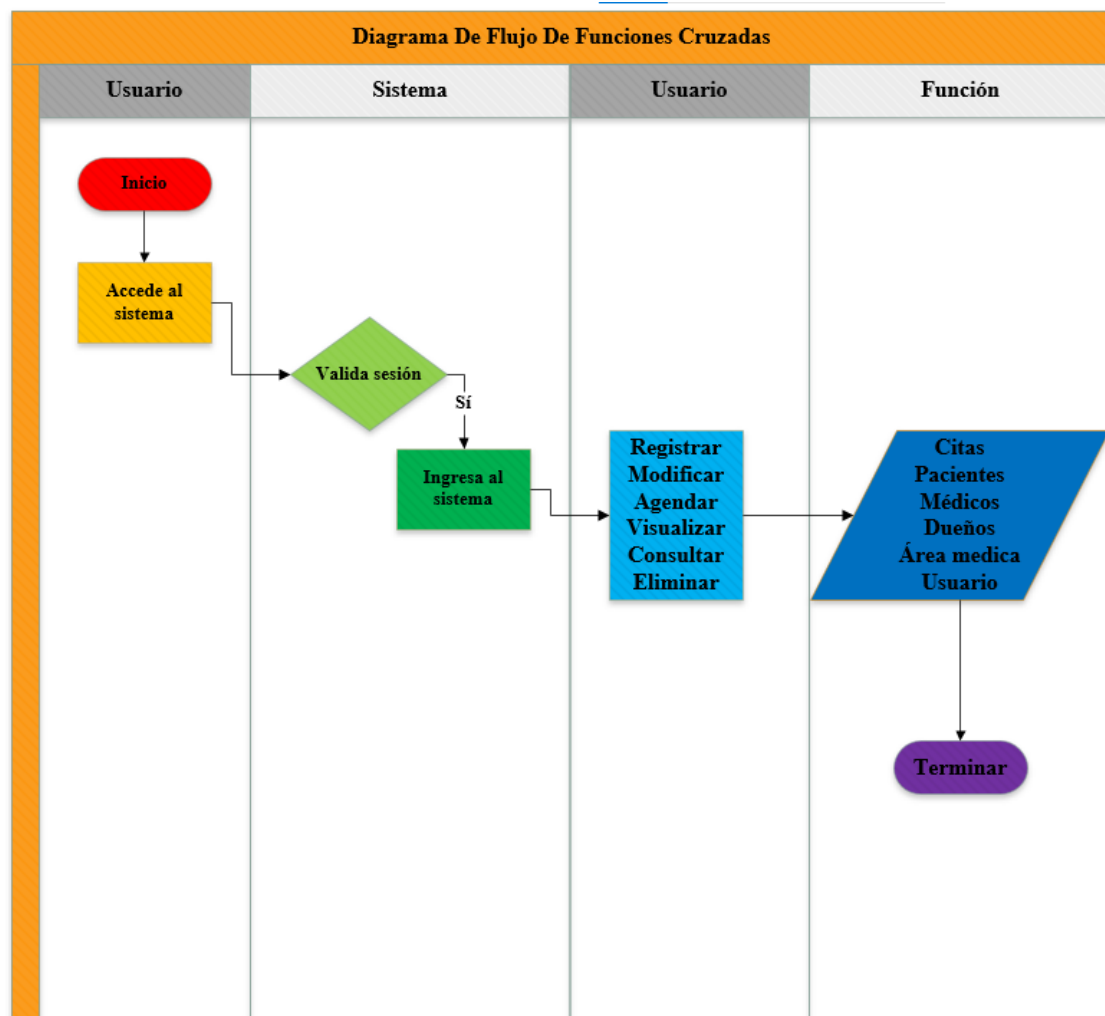 Diagrama De Flujo De Funciones Cruzadas
Usuario
Sistema
Usuario
Función
Inicio
Accede al
sistema
Valida sesión
Sí
Ingresa al
sistema
Registrar
Modificar
Agendar
Visualizar
Consultar
Eliminar
Citas
Pacientes
Médicos
Dueños
Área medica
Usuario
Terminar